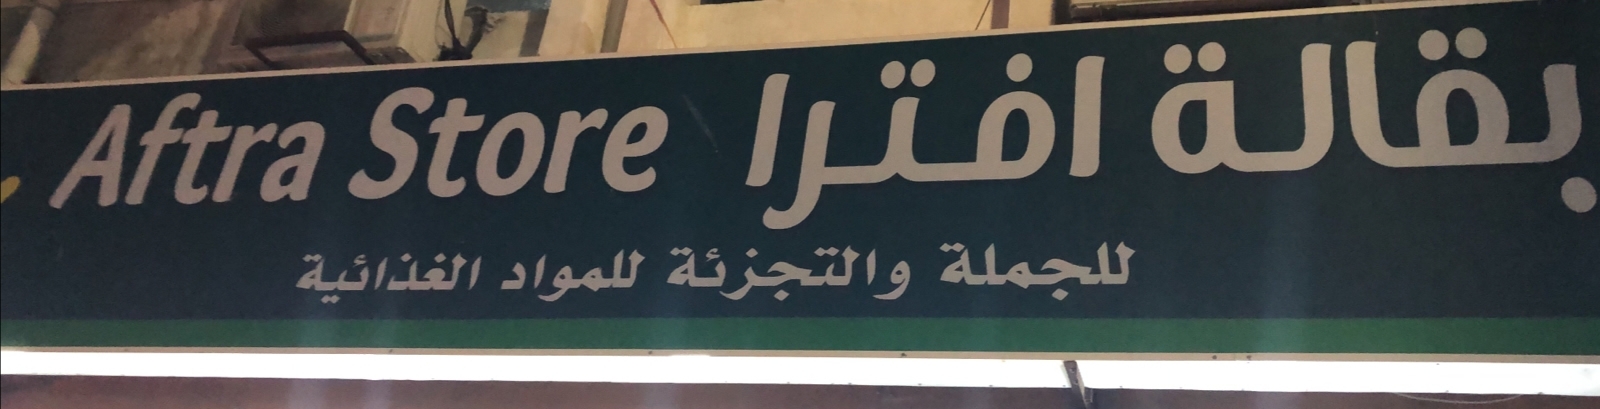 بقالة افترا Aftra Store
للجملة والتجزئة للمواد الغذائية